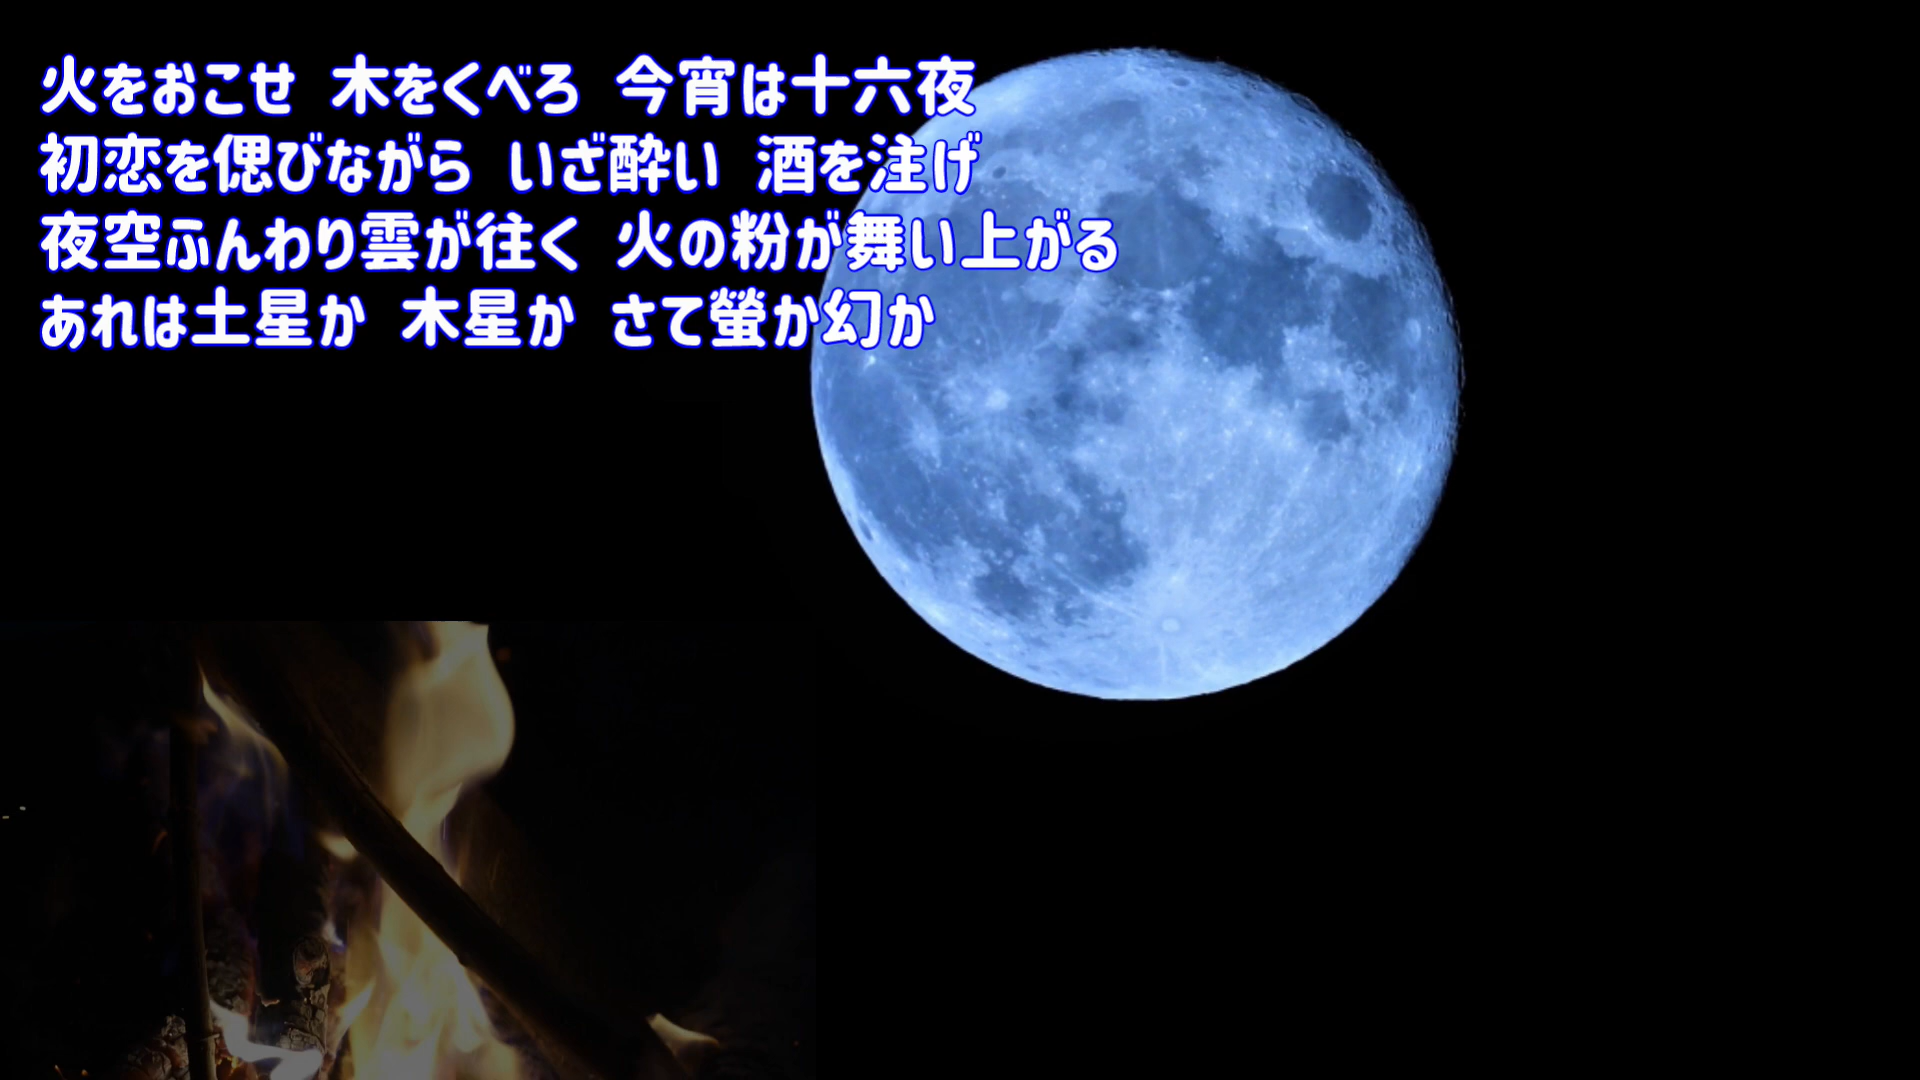 火をおこせ 木をくべろ 今宵は十六夜
初恋を偲びながら いざ酔い 酒を注げ
夜空ふんわり雲が往く 火の粉が舞い上がる
あれは土星か 木星か さて螢か幻か